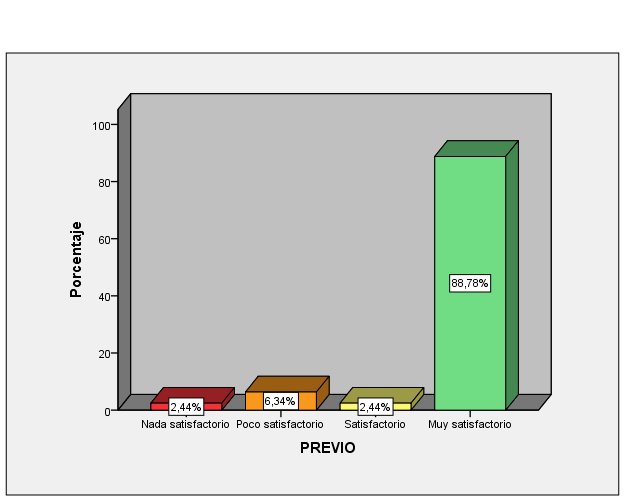 Porcentaje
100
80
60
40
20
0
2,44%
6,34%
2,44%
88,78%
Nada satisfactorio
Poco satisfactorio
Satisfactorio
Muy satisfactorio
PREVIO